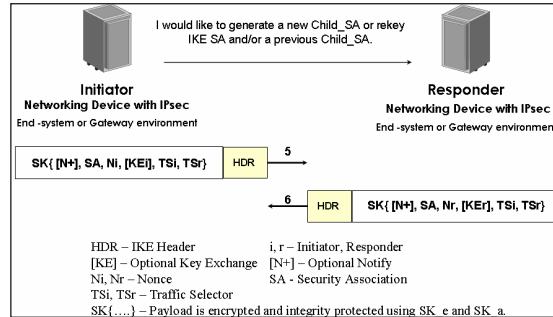 I would like to generate a new Child_SA or rekey
IKE SA and/or a previous Child_SA.
Initiator
Networking Device with IPsec
End -system or Gateway environment
Responder
Networking Device with IPsec
End -system or Gateway environment
SK{ [N+], SA, Ni, [KEi], TSi, TSr}
HDR
5
6
HDR
SK{ [N+], SA, Nr, [KEr], TSi, TSr}
HDR – IKE Header
i, r – Initiator, Responder
[KE] – Optional Key Exchange
[N+] – Optional Notify
Ni, Nr – Nonce
SA - Security Association
TSi, TSr – Traffic Selector
SK{….} – Payload is encrypted and integrity protected using SK_e and SK_a.